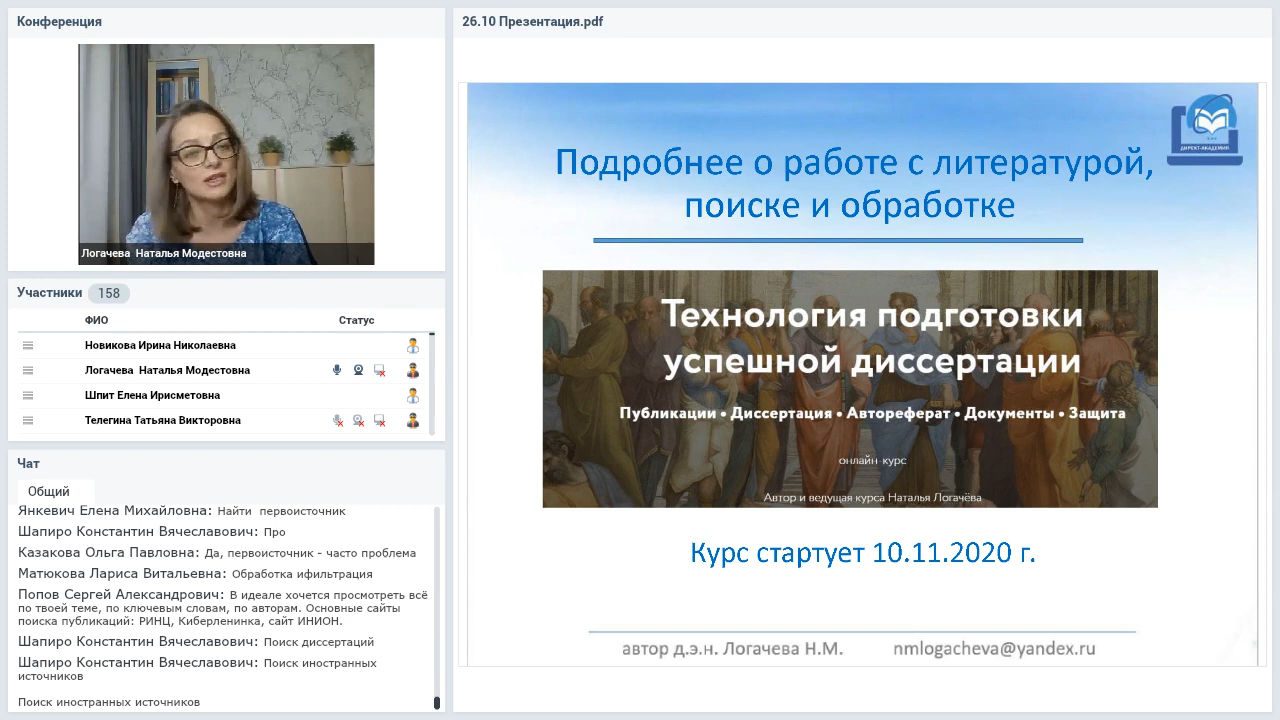 Конференция
Логачева  Наталья Модестовна
Участники 158
ФИО Статус
Новикова Ирина Николаевна
Логачева  Наталья Модестовна
Шпит Елена Ирисметовна
Телегина Татьяна Викторовна
Чат
Общий
Янкевич Елена Михайловна: Найти  первоисточник
Шапиро Константин Вячеславович: Про
Казакова Ольга Павловна: Да, первоисточник - часто проблема
Матюкова Лариса Витальевна: Обработка ифильтрация
Попов Сергей Александрович: В идеале хочется просмотреть всё
по твоей теме, по ключевым словам, по авторам. Основные сайты
поиска публикаций: РИНЦ, Киберленинка, сайт ИНИОН.
Шапиро Константин Вячеславович: Поиск диссертаций
Шапиро Константин Вячеславович: Поиск иностранных
источников
Поиск иностранных источников
26.10 Презентация.pdf
ДИРЕКТ-АКАДЕМИЯ
Подробнее о работе с литературой,
поиске и обработке
Технология подготовки
успешной диссертации
Публикации • Диссертация • Автореферат • Документы • Защита
онлайн-курс
Автор и ведущая курса Наталья Логачёва
Курс стартует 10.11.2020 г.
автор д.э.н. Логачева Н.М. nmlogacheva@yandex.ru